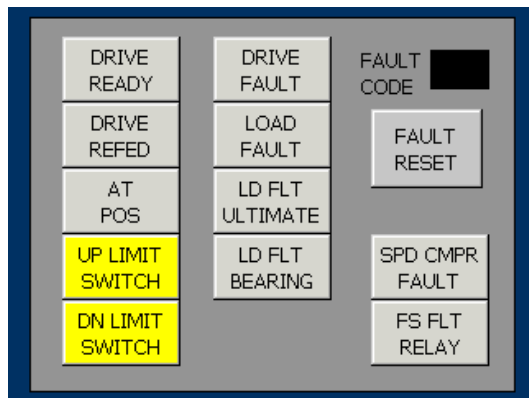 DRIVE
READY
DRIVE
REFED
AT
POS
UP LIMIT
SWITCH
DN LIMIT
SWITCH
DRIVE
FAULT
LOAD
FAULT
LD FLT
ULTIMATE
LD FLT
BEARING
FAULT
CODE
FAULT
RESET
SPD CMPR
FAULT
FS FLT
RELAY